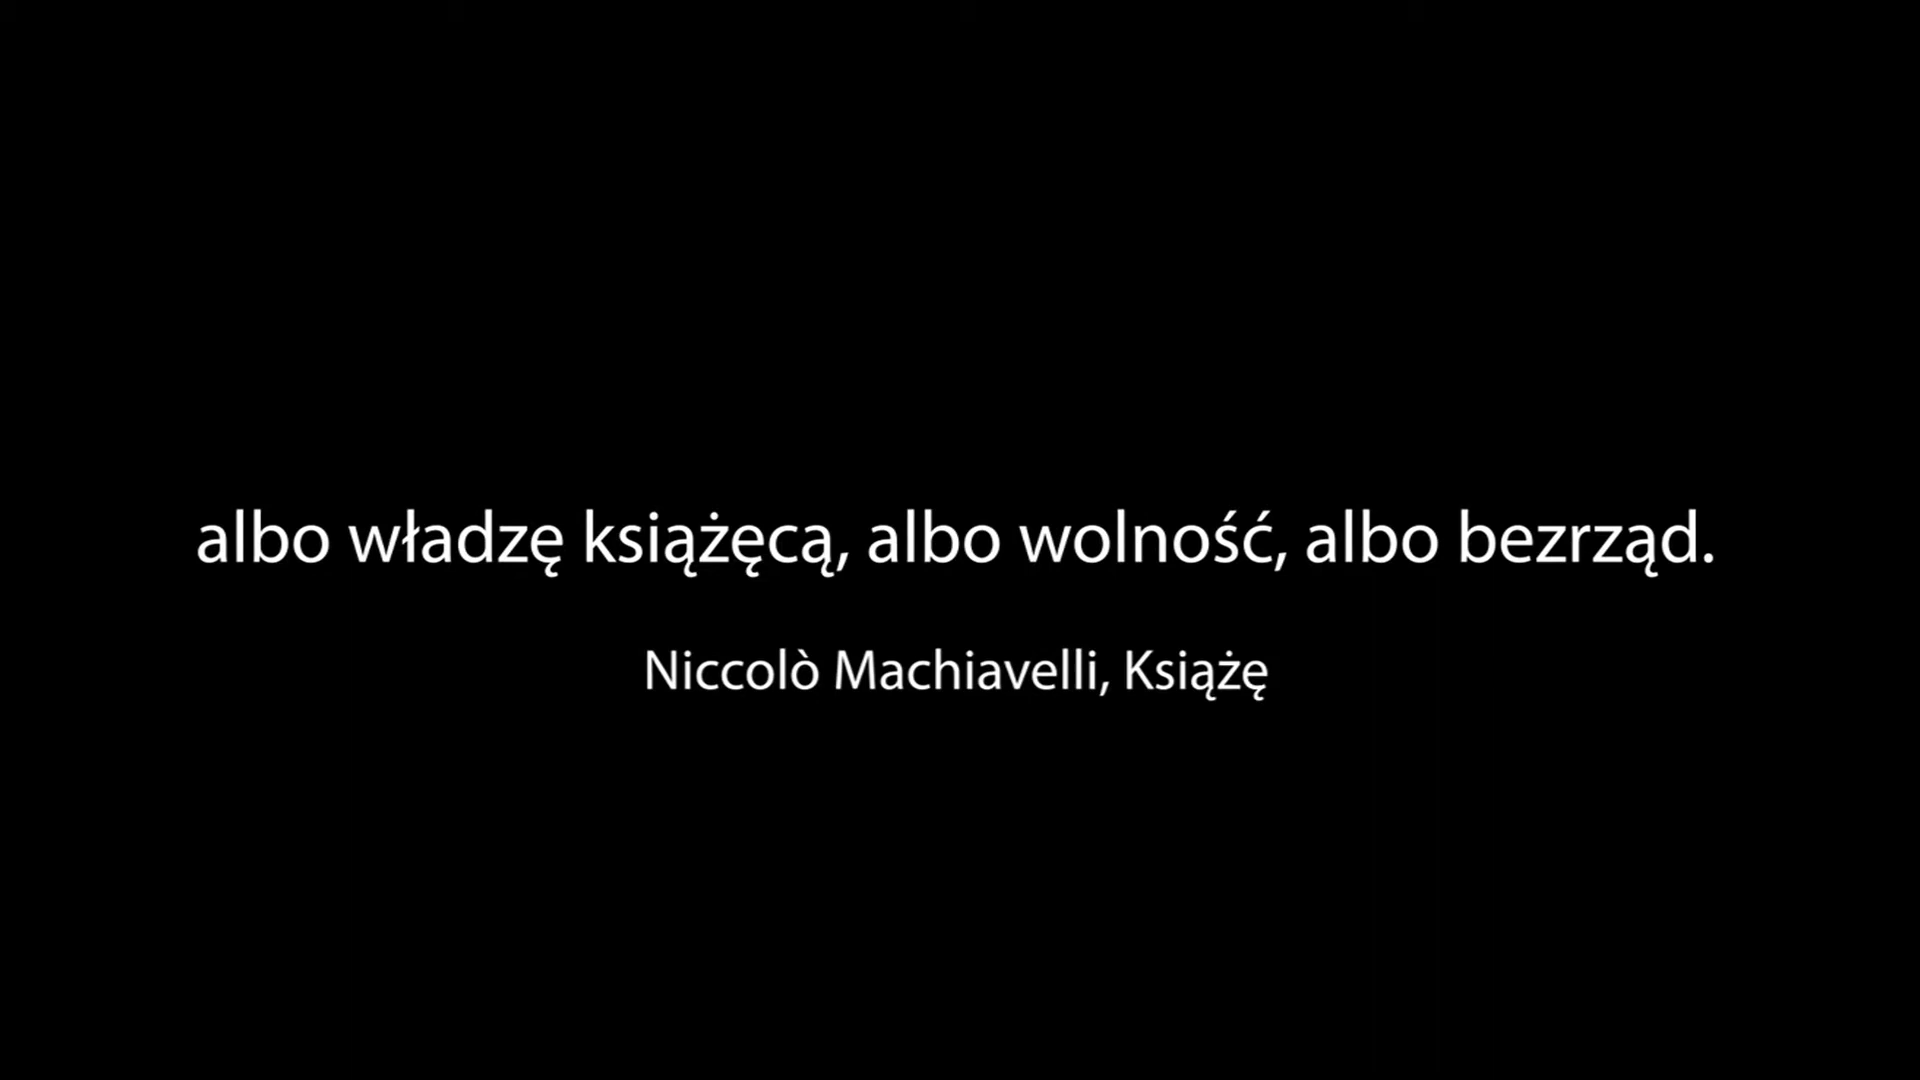 albo władzę książęcą, albo wolność, albo bezrząd.
Niccolò Machiavelli, Książę